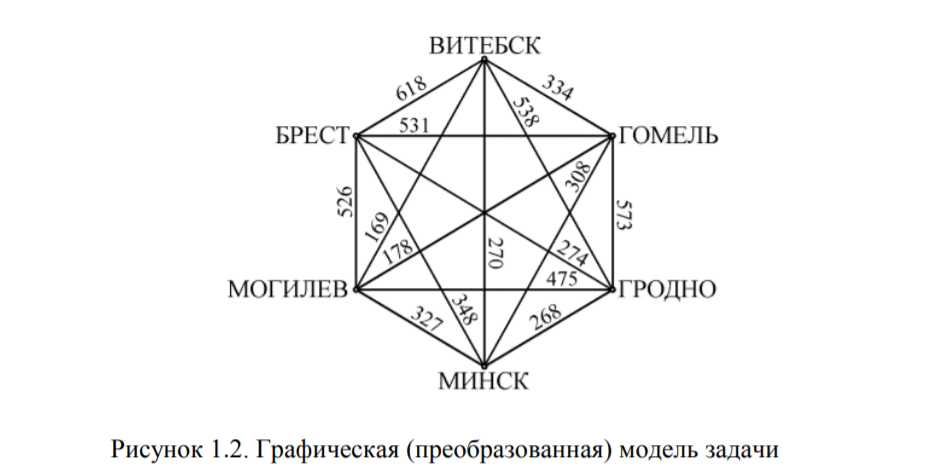 ВИТЕБСК
618
334
538
БРЕСТ
531
ГОМЕЛЬ
308
526
573
169
178
270
274
475
МОГИЛЕВ
ГРОДНО
327
348
268
МИНСК
Рисунок 1.2. Графическая (преобразованная) модель задачи